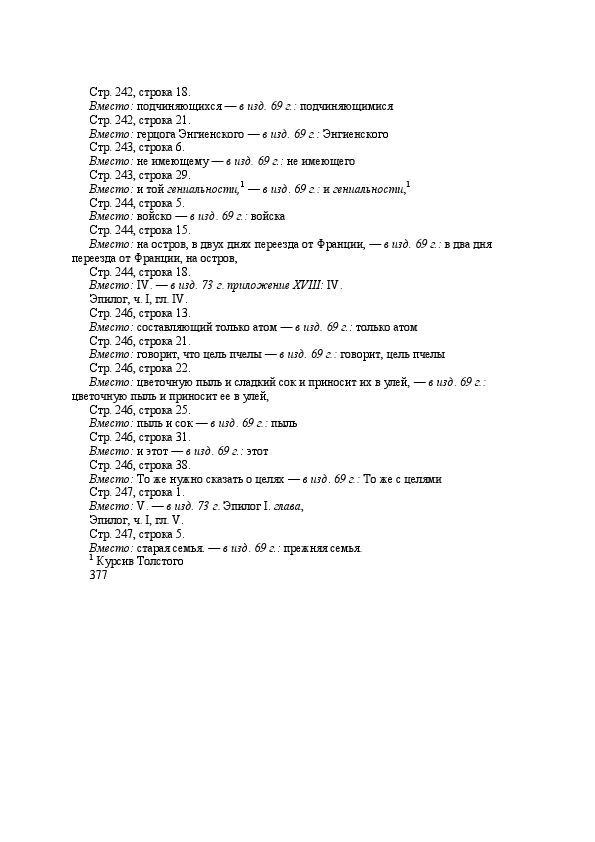 Стр. 242, строка 18.
Вместо: подчиняющихся — в изд. 69 г.: подчиняющимися
Стр. 242, строка 21.
Вместо: герцога Энгиенского — в изд. 69 г.: Энгиенского
Стр. 243, строка 6.
Вместо: не имеющему — в изд. 69 г.: не имеющего
Стр. 243, строка 29.
Вместо: и той гениальности,¹ — в изд. 69 г.: и гениальности,¹
Стр. 244, строка 5.
Вместо: войско — в изд. 69 г.: войска
Стр. 244, строка 15.
Вместо: на остров, в двух днях переезда от Франции, — в изд. 69 г.: в два дня
переезда от Франции, на остров,
Стр. 244, строка 18.
Вместо: IV. — в изд. 73 г. приложение XVIII: IV.
Эпилог, ч. I, гл. IV.
Стр. 246, строка 13.
Вместо: составляющий только атом — в изд. 69 г.: только атом
Стр. 246, строка 21.
Вместо: говорит, что цель пчелы — в изд. 69 г.: говорит, цель пчелы
Стр. 246, строка 22.
Вместо: цветочную пыль и сладкий сок и приносит их в улей, — в изд. 69 г.:
цветочную пыль и приносит ее в улей,
Стр. 246, строка 25.
Вместо: пыль и сок — в изд. 69 г.: пыль
Стр. 246, строка 31.
Вместо: и этот — в изд. 69 г.: этот
Стр. 246, строка 38.
Вместо: То же нужно сказать о целях — в изд. 69 г.: То же с целями
Стр. 247, строка 1.
Вместо: V. — в изд. 73 г. Эпилог I. глава,
Эпилог, ч. I, гл. V.
Стр. 247, строка 5.
Вместо: старая семья. — в изд. 69 г.: прежняя семья.
¹ Курсив Толстого
377